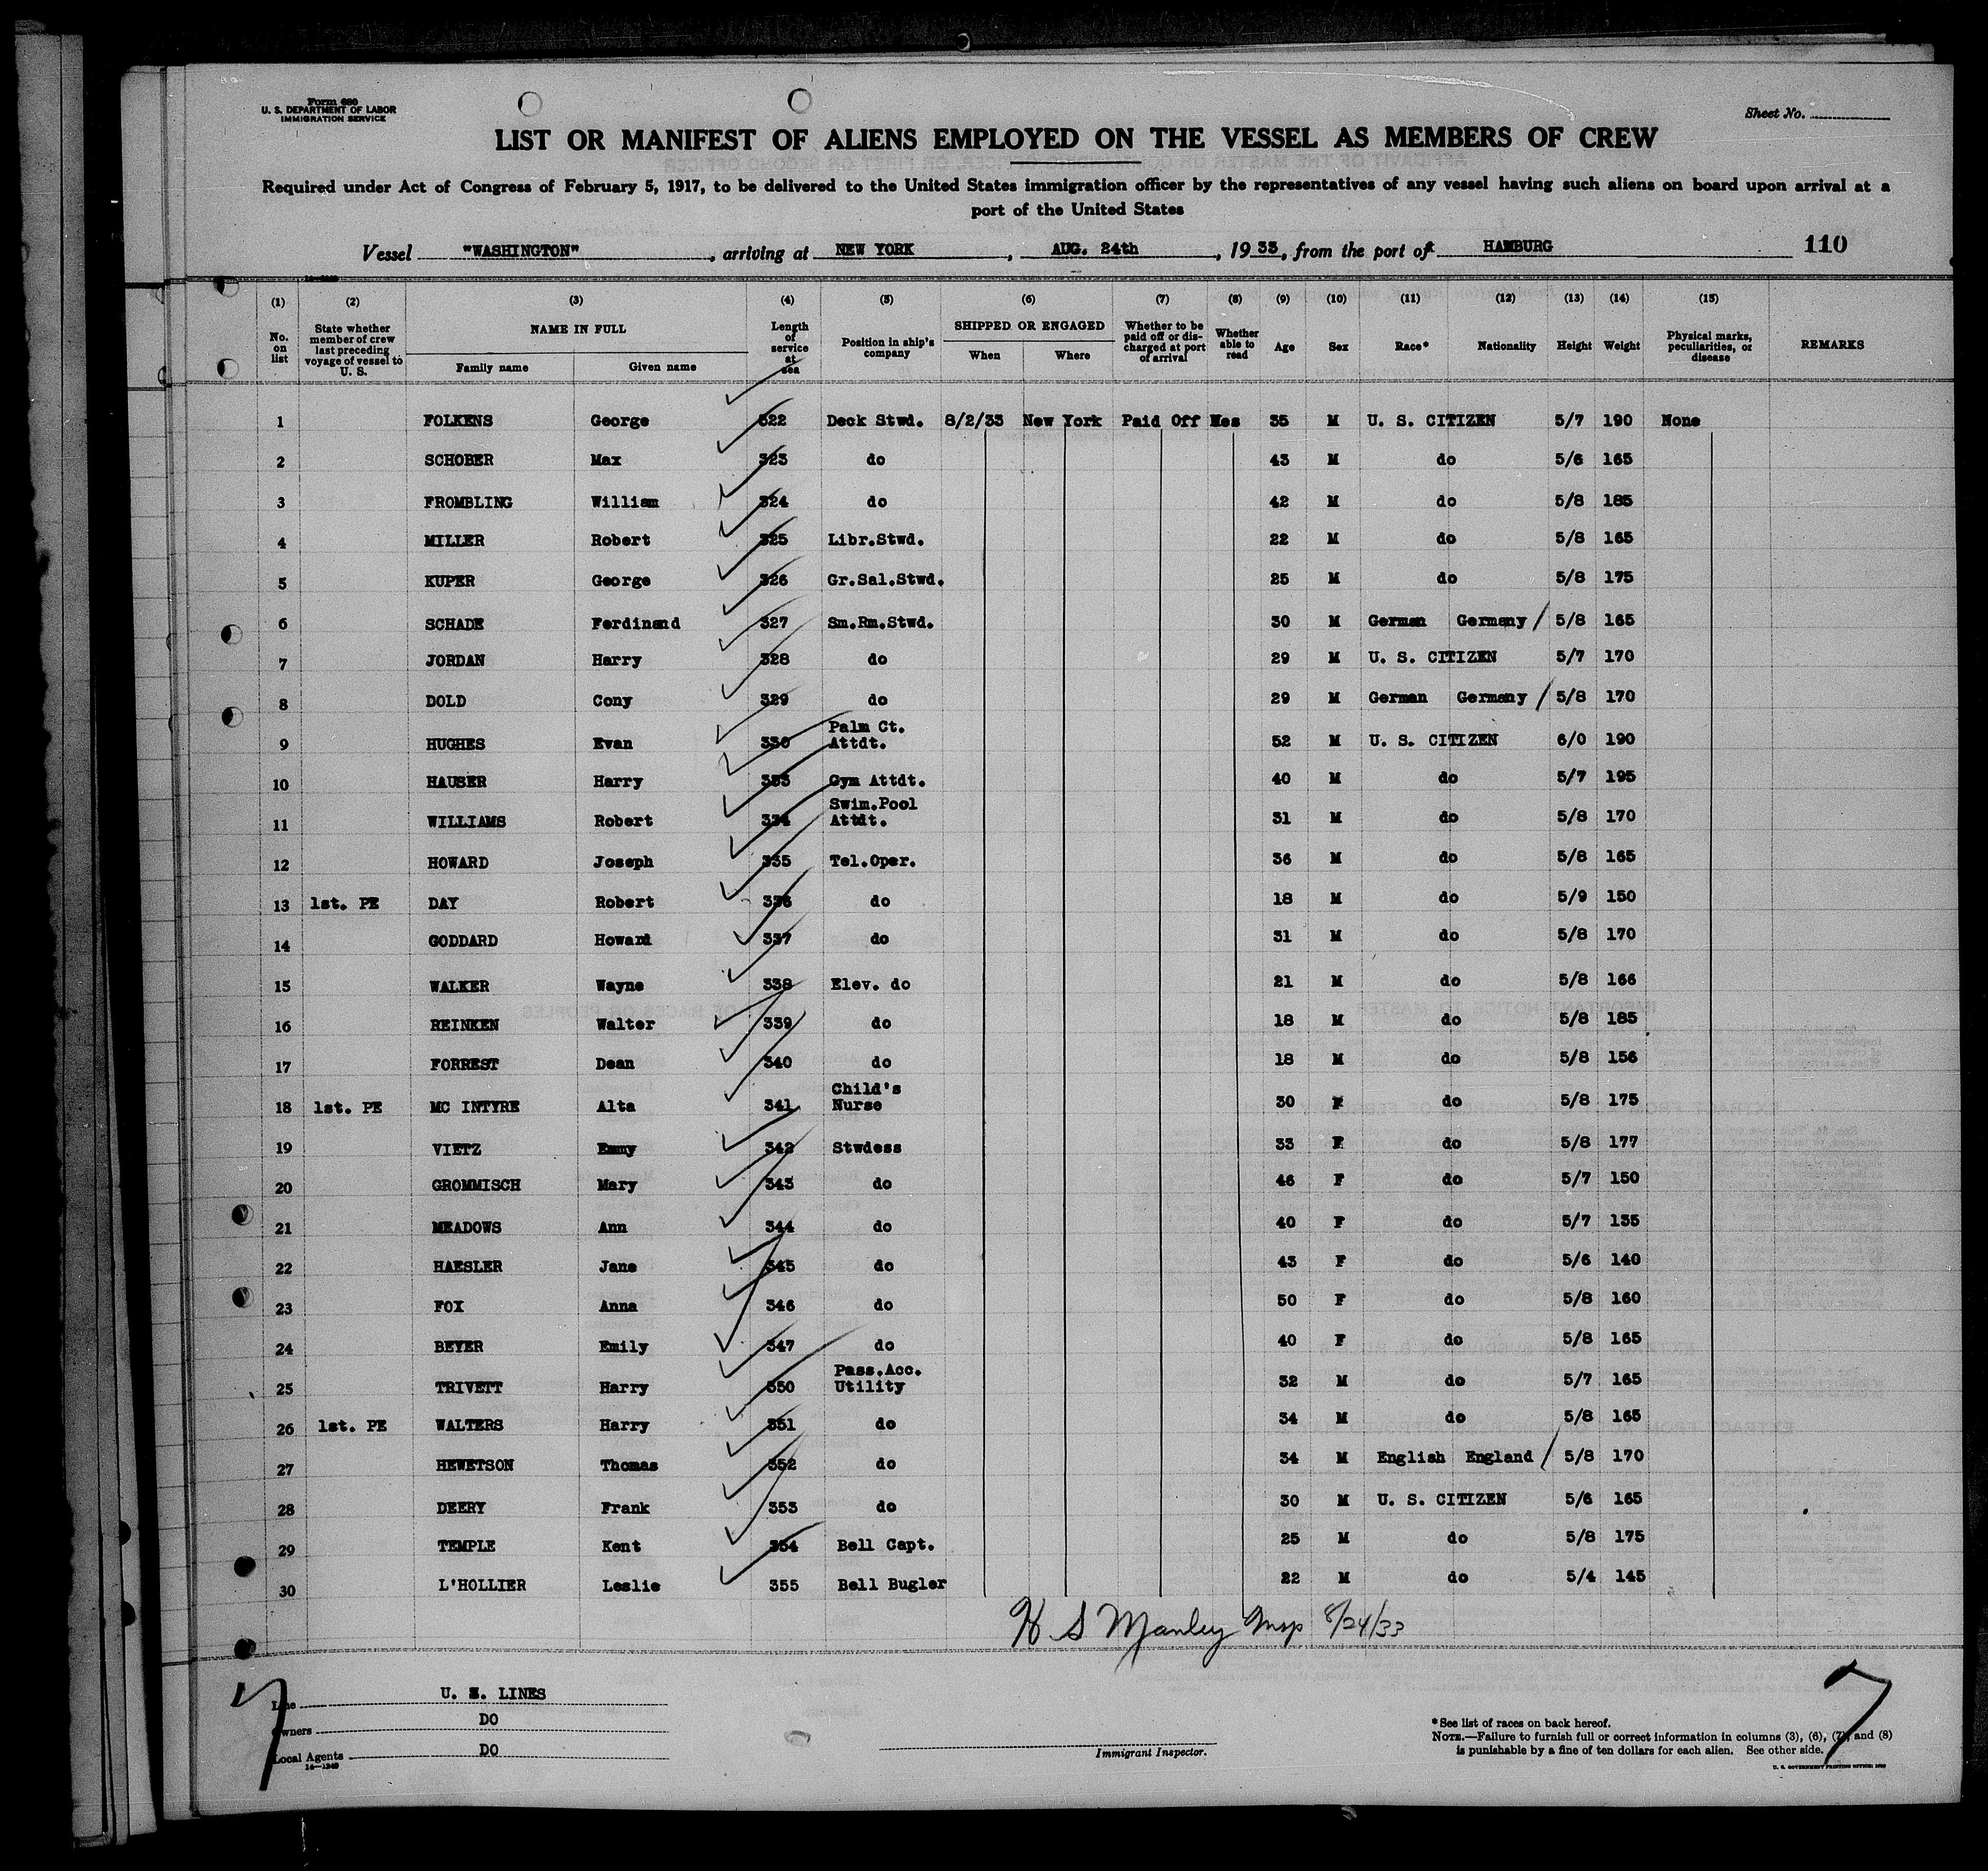 Form 680
U. S. DEPARTMENT OF LABOR
IMMIGRATION SERVICE
Sheet No.
LIST OR MANIFEST OF ALIENS EMPLOYED ON THE VESSEL AS MEMBERS OF CREW
Required under Act of Congress of February 5, 1917, to be delivered to the United States immigration officer by the representatives of any vessel having such aliens on board upon arrival at a
port of the United States
Vessel "WASHINGTON", arriving at NEW YORK, AUG. 24th, 1933, from the port of HAMBURG 110
(1) (2) (3) (4) (5) (6) (7) (8) (9) (10) (11) (12) (13) (14) (15)
No. on list State whether member of crew last preceding voyage of vessel to U. S. NAME IN FULL Family name Given name Length of service at sea Position in ship's company SHIPPED OR ENGAGED When Where Whether to be paid off or discharged at port of arrival Whether able to read Age Sex Race* Nationality Height Weight Physical marks, peculiarities, or disease REMARKS
1 FOLKENS George 322 Deck Stwd. 8/2/33 New York Paid Off Yes 35 M U. S. CITIZEN 5/7 190 None
2 SCHOBER Max 323 do 43 M do 5/6 165
3 FROMBLING William 324 do 42 M do 5/8 185
4 MILLER Robert 325 Libr.Stwd. 22 M do 5/8 165
5 KUPER George 326 Gr.Sal.Stwd. 25 M do 5/8 175
6 SCHADE Ferdinand 327 Sm.Rm.Stwd. 30 M German Germany 5/8 165
7 JORDAN Harry 328 do 29 M U. S. CITIZEN 5/7 170
8 DOLD Cony 329 do 29 M German Germany 5/8 170
9 HUGHES Evan 330 Palm Ct. Attdt. 52 M U. S. CITIZEN 6/0 190
10 HAUSER Harry 333 Gym Attdt. 40 M do 5/7 195
11 WILLIAMS Robert 334 Swim.Pool Attdt. 31 M do 5/8 170
12 HOWARD Joseph 335 Tel.Oper. 36 M do 5/8 165
13 1st. PE DAY Robert 336 do 18 M do 5/9 150
14 GODDARD Howard 337 do 31 M do 5/8 170
15 WALKER Wayne 338 Elev. do 21 M do 5/8 166
16 REINKEN Walter 339 do 18 M do 5/8 185
17 FORREST Dean 340 do 18 M do 5/8 156
18 1st. PE MC INTYRE Alta 341 Child's Nurse 30 F do 5/8 175
19 VIETZ Emmy 342 Stwdess 33 F do 5/8 177
20 GROMMISCH Mary 343 do 46 F do 5/7 150
21 MEADOWS Ann 344 do 40 F do 5/7 135
22 HAESLER Jane 345 do 43 F do 5/6 140
23 FOX Anna 346 do 50 F do 5/8 160
24 BEYER Emily 347 do 40 F do 5/8 165
25 TRIVETT Harry 350 Pass.Acc. Utility 32 M do 5/7 165
26 1st. PE WALTERS Harry 351 do 34 M do 5/8 165
27 HEWETSON Thomas 352 do 34 M English England 5/8 170
28 DEERY Frank 353 do 30 M U. S. CITIZEN 5/6 165
29 TEMPLE Kent 354 Bell Capt. 25 M do 5/8 175
30 L'HOLLIER Leslie 355 Bell Bugler 22 M do 5/4 145
H S Manley Insp 8/24/33
Line U. S. LINES
Owners DO
Local Agents DO
14—1240
Immigrant Inspector.
7
7
*See list of races on back hereof.
NOTE.—Failure to furnish full or correct information in columns (3), (6), (7), and (8)
is punishable by a fine of ten dollars for each alien. See other side.
U. S. GOVERNMENT PRINTING OFFICE: